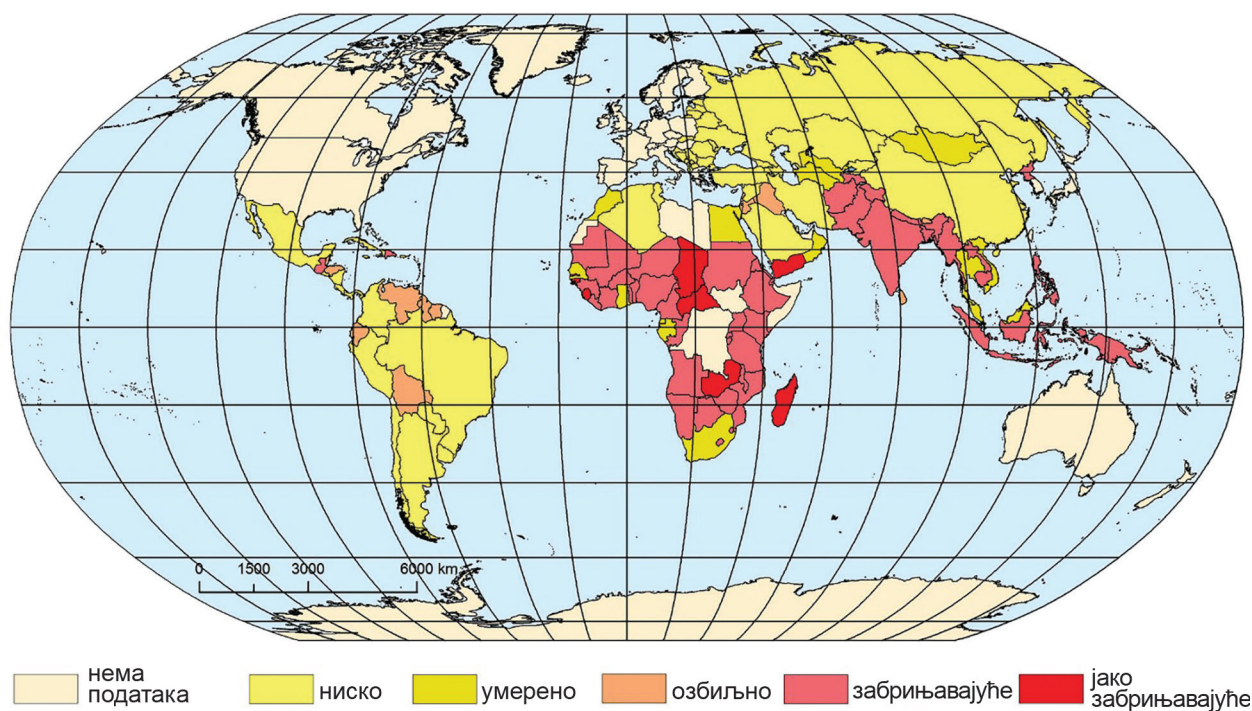 0 1500 3000 6000 km
нема
података
ниско
умерено
озбиљно
забрињавајуће
јако
забрињавајуће